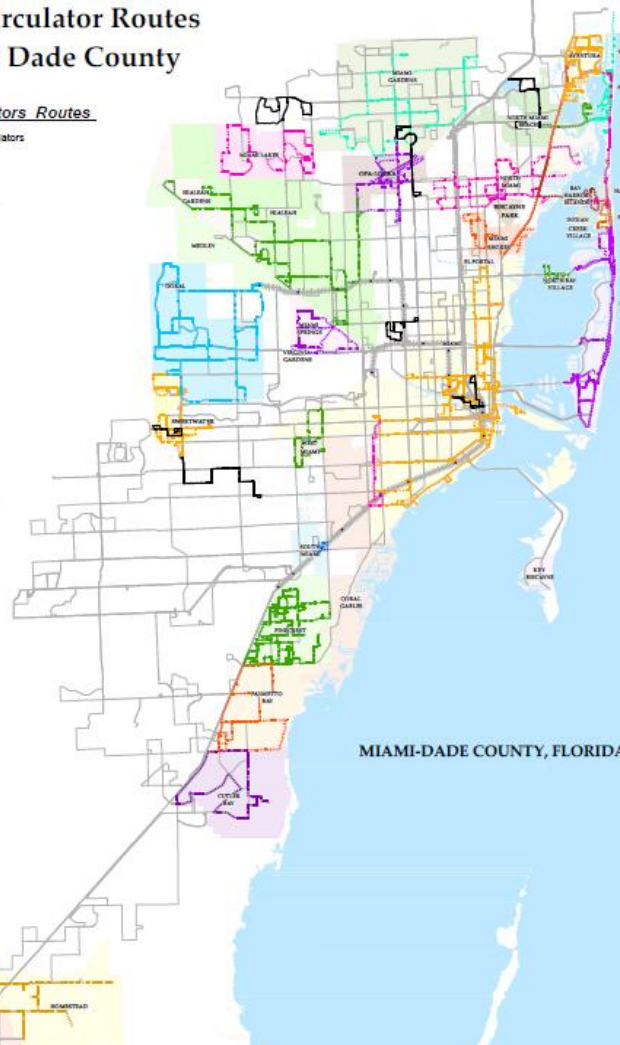 rculator Routes
Dade County
tors Routes
ators
AVENTURA
MIAMI
GARDENS
NORTH MIAMI
BEACH
MIAMI LAKES
OPA-LOCKA
NORTH
MIAMI
HIALEAH
GARDENS
HIALEAH
BISCAYNE
PARK
BAY
HARBOR
ISLANDS
INDIAN
CREEK
VILLAGE
MEDLEY
MIAMI
SHORES
EL PORTAL
DORAL
NORTH BAY
VILLAGE
MIAMI
SPRINGS
MIAMI
VIRGINIA
GARDENS
SWEETWATER
WEST
MIAMI
SOUTH
MIAMI
KEY
BISCAYNE
CORAL
GABLES
PINECREST
PALMETTO
BAY
MIAMI-DADE COUNTY, FLORIDA
CUTLER
BAY
HOMESTEAD